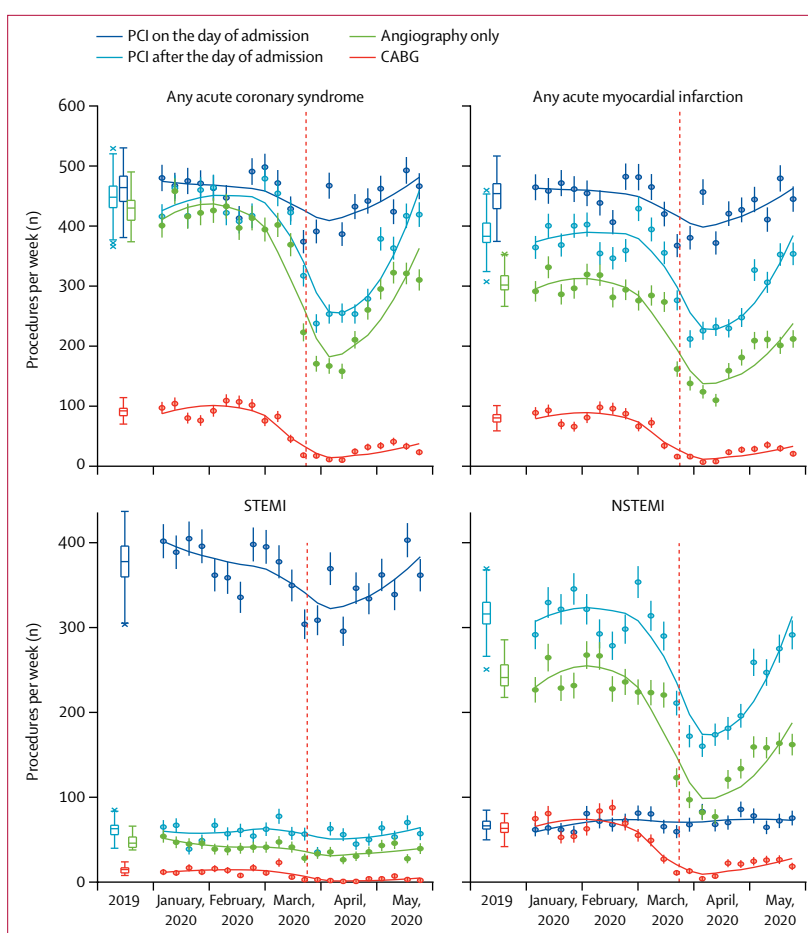 PCI on the day of admission
Angiography only
PCI after the day of admission
CABG
Any acute coronary syndrome
Any acute myocardial infarction
600
500
400
300
200
100
0
Procedures per week (n)
STEMI
NSTEMI
400
300
200
100
0
Procedures per week (n)
2019 January, February, March, April, May,
2020 2020 2020 2020 2020
2019 January, February, March, April, May,
2020 2020 2020 2020 2020